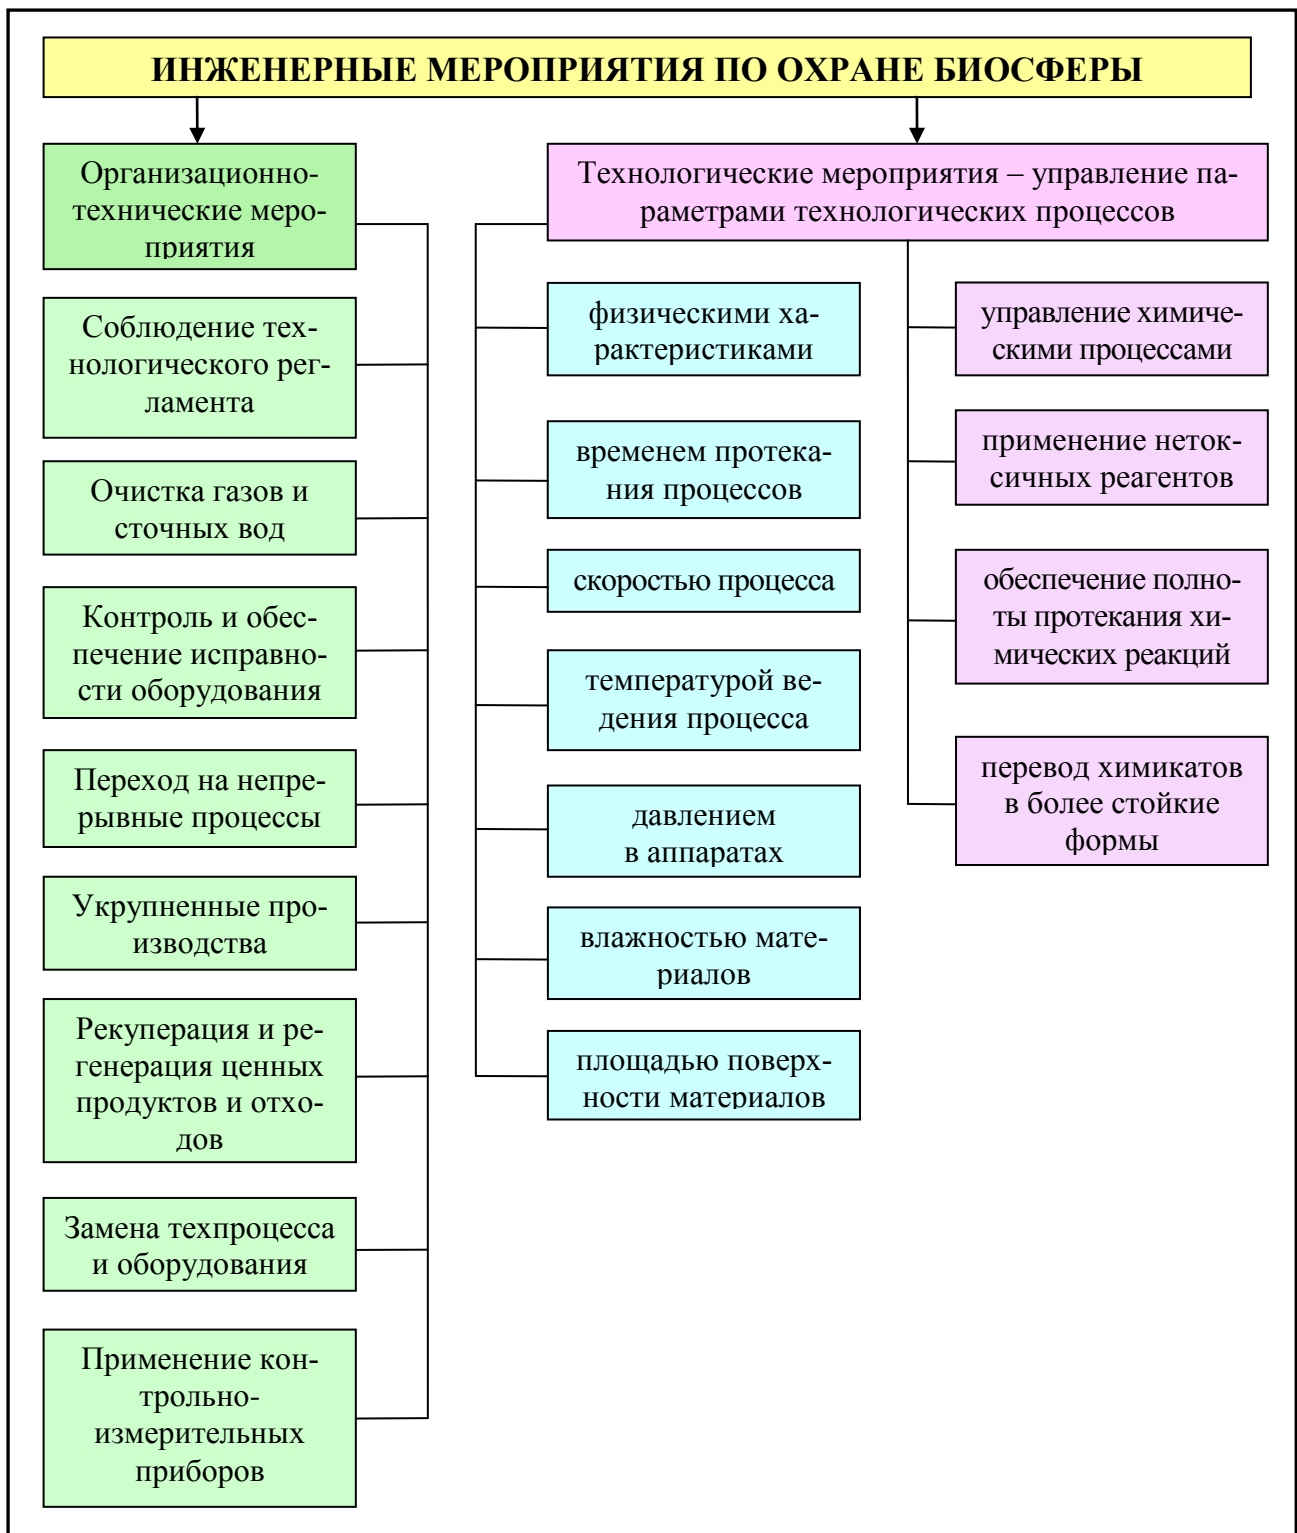 ИНЖЕНЕРНЫЕ МЕРОПРИЯТИЯ ПО ОХРАНЕ БИОСФЕРЫ
Организационно-
технические меро-
приятия
Соблюдение тех-
нологического рег-
ламента
Очистка газов и
сточных вод
Контроль и обес-
печение исправно-
сти оборудования
Переход на непре-
рывные процессы
Укрупненные про-
изводства
Рекуперация и ре-
генерация ценных
продуктов и отхо-
дов
Замена техпроцесса
и оборудования
Применение кон-
трольно-
измерительных
приборов
Технологические мероприятия – управление па-
раметрами технологических процессов
физическими ха-
рактеристиками
временем протека-
ния процессов
скоростью процесса
температурой ве-
дения процесса
давлением
в аппаратах
влажностью мате-
риалов
площадью поверх-
ности материалов
управление химиче-
скими процессами
применение неток-
сичных реагентов
обеспечение полно-
ты протекания хи-
мических реакций
перевод химикатов
в более стойкие
формы